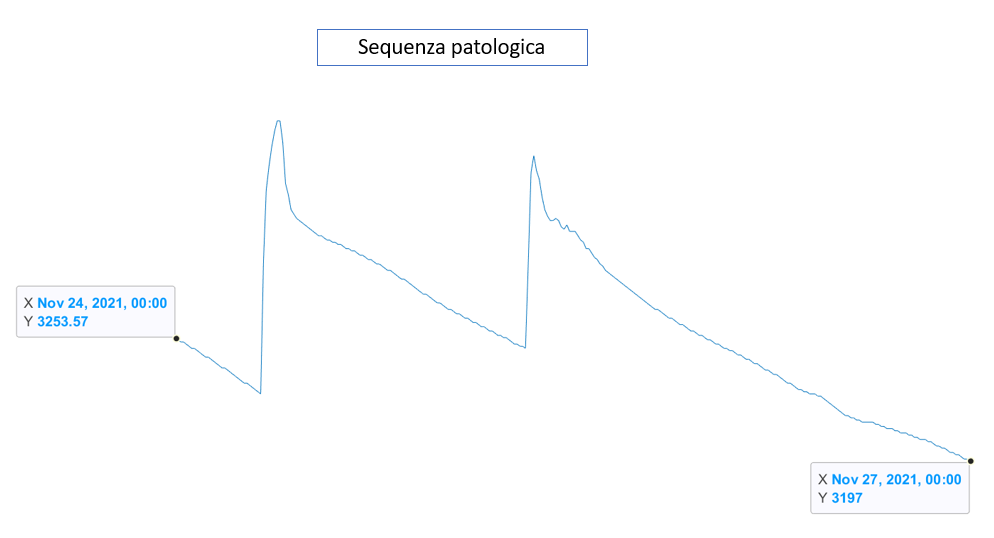 Sequenza patologica
X Nov 24, 2021, 00:00
Y 3253.57
X Nov 27, 2021, 00:00
Y 3197